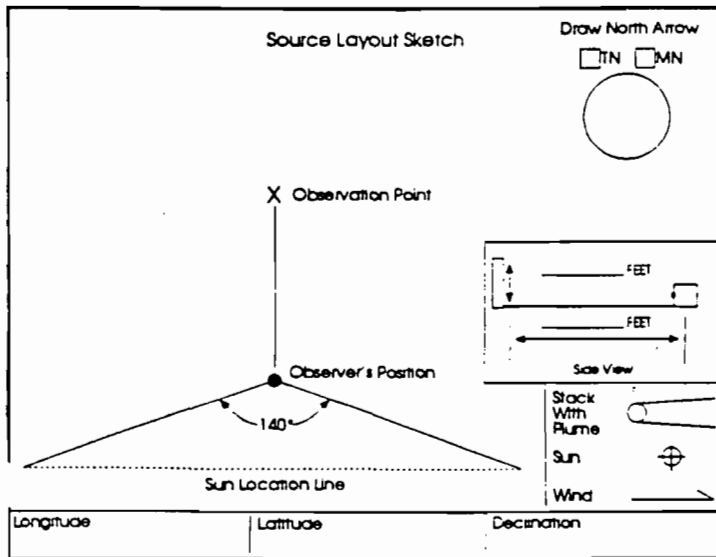 Source Layout Sketch
Draw North Arrow
TN MN
X Observation Point
FEET
FEET
Side View
Observer's Position
140°
Sun Location Line
Stack
With
Plume
Sun
Wind
Longitude Latitude Declination